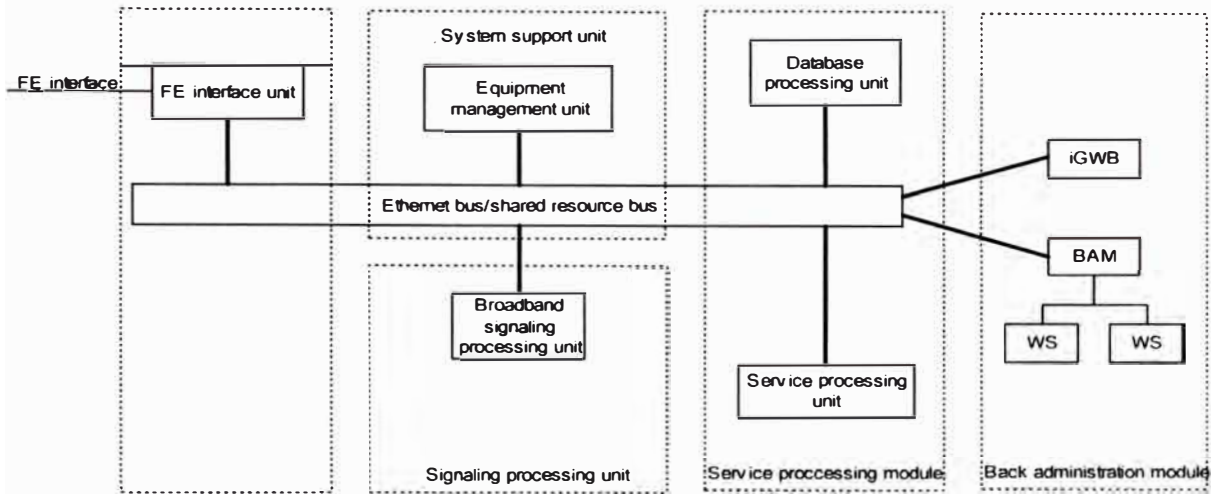 System support unit
FE interface
FE interface unit
Equipment
management unit
Database
processing unit
iGWB
Ethernet bus/shared resource bus
BAM
Broadband
signaling
processing unit
WS
WS
Service processing
unit
Signaling processing unit
Service proccessing module
Back administration module